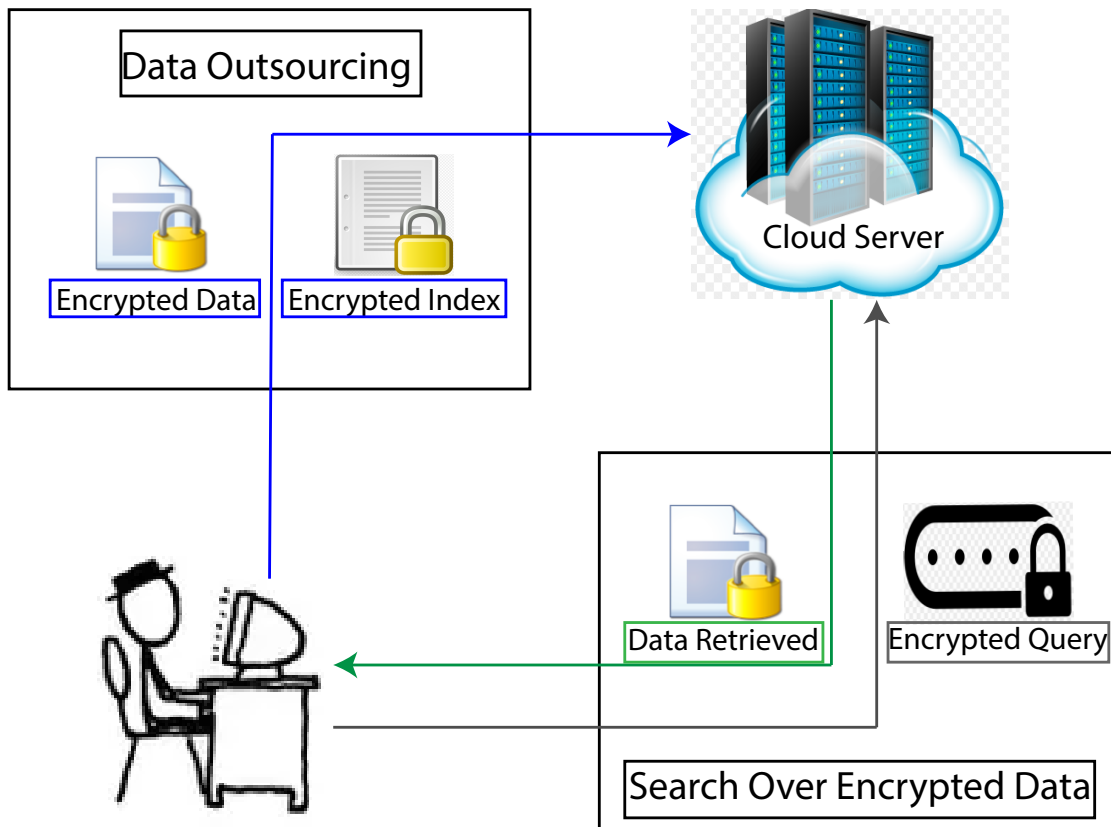 Data Outsourcing
Encrypted Data
Encrypted Index
Cloud Server
Data Retrieved
Encrypted Query
Search Over Encrypted Data